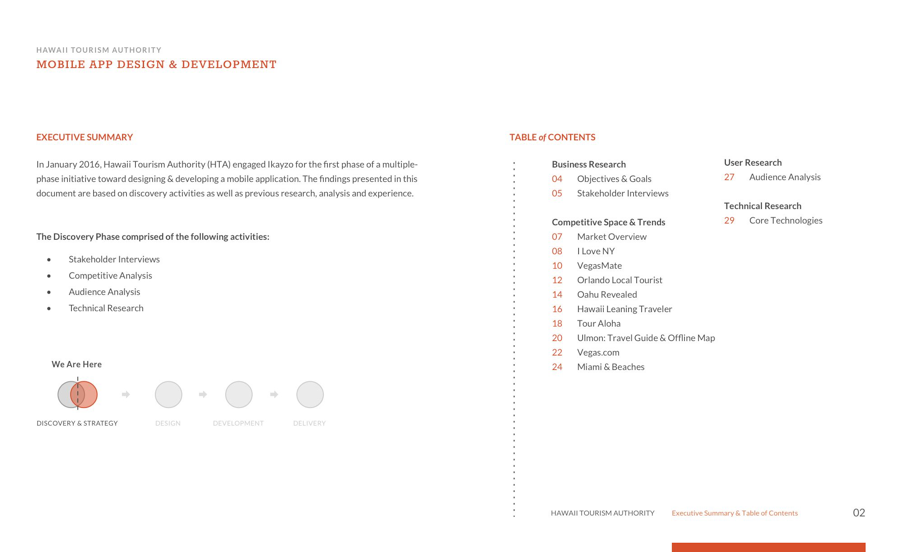 HAWAII TOURISM AUTHORITY
MOBILE APP DESIGN & DEVELOPMENT
EXECUTIVE SUMMARY
In January 2016, Hawaii Tourism Authority (HTA) engaged Ikayzo for the first phase of a multiple-
phase initiative toward designing & developing a mobile application. The findings presented in this
document are based on discovery activities as well as previous research, analysis and experience.
The Discovery Phase comprised of the following activities:
• Stakeholder Interviews
• Competitive Analysis
• Audience Analysis
• Technical Research
We Are Here
DISCOVERY & STRATEGY
DESIGN
DEVELOPMENT
DELIVERY
TABLE of CONTENTS
Business Research
04 Objectives & Goals
05 Stakeholder Interviews
Competitive Space & Trends
07 Market Overview
08 I Love NY
10 VegasMate
12 Orlando Local Tourist
14 Oahu Revealed
16 Hawaii Leaning Traveler
18 Tour Aloha
20 Ulmon: Travel Guide & Offline Map
22 Vegas.com
24 Miami & Beaches
User Research
27 Audience Analysis
Technical Research
29 Core Technologies
HAWAII TOURISM AUTHORITY Executive Summary & Table of Contents 02